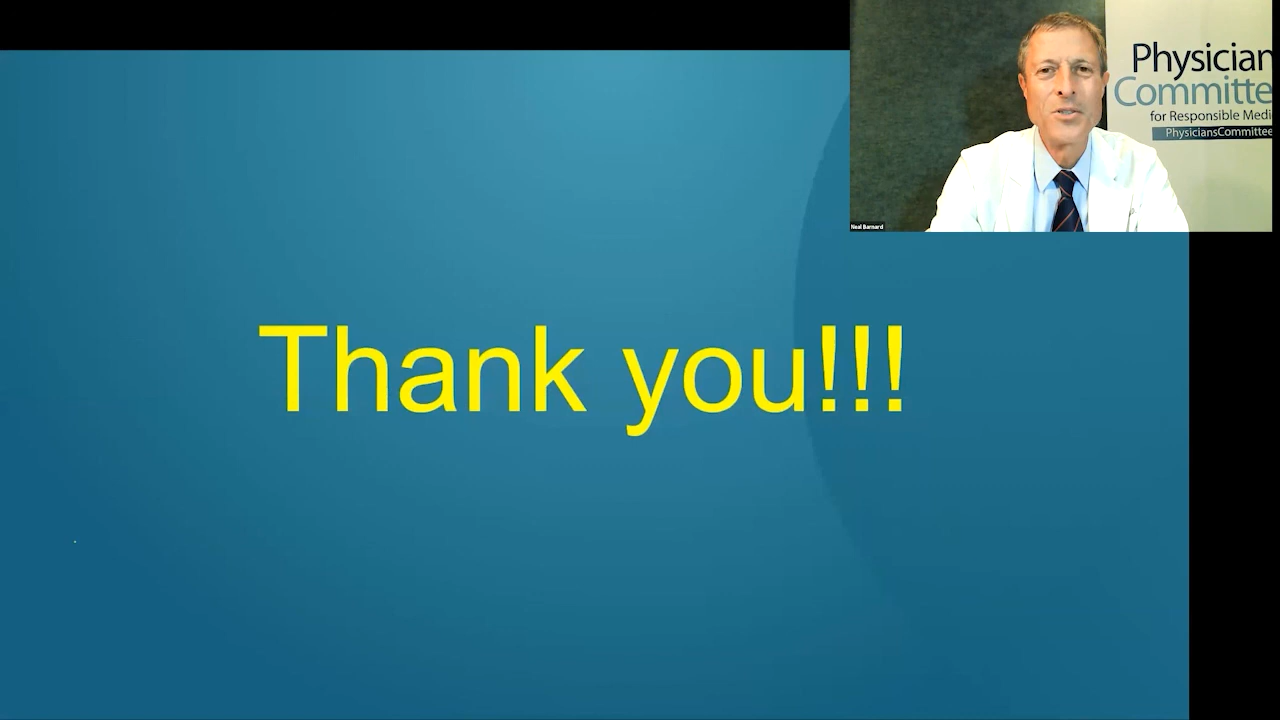 Physician
Committe
for Responsible Medi
PhysiciansCommittee
Neal Barnard
Thank you!!!